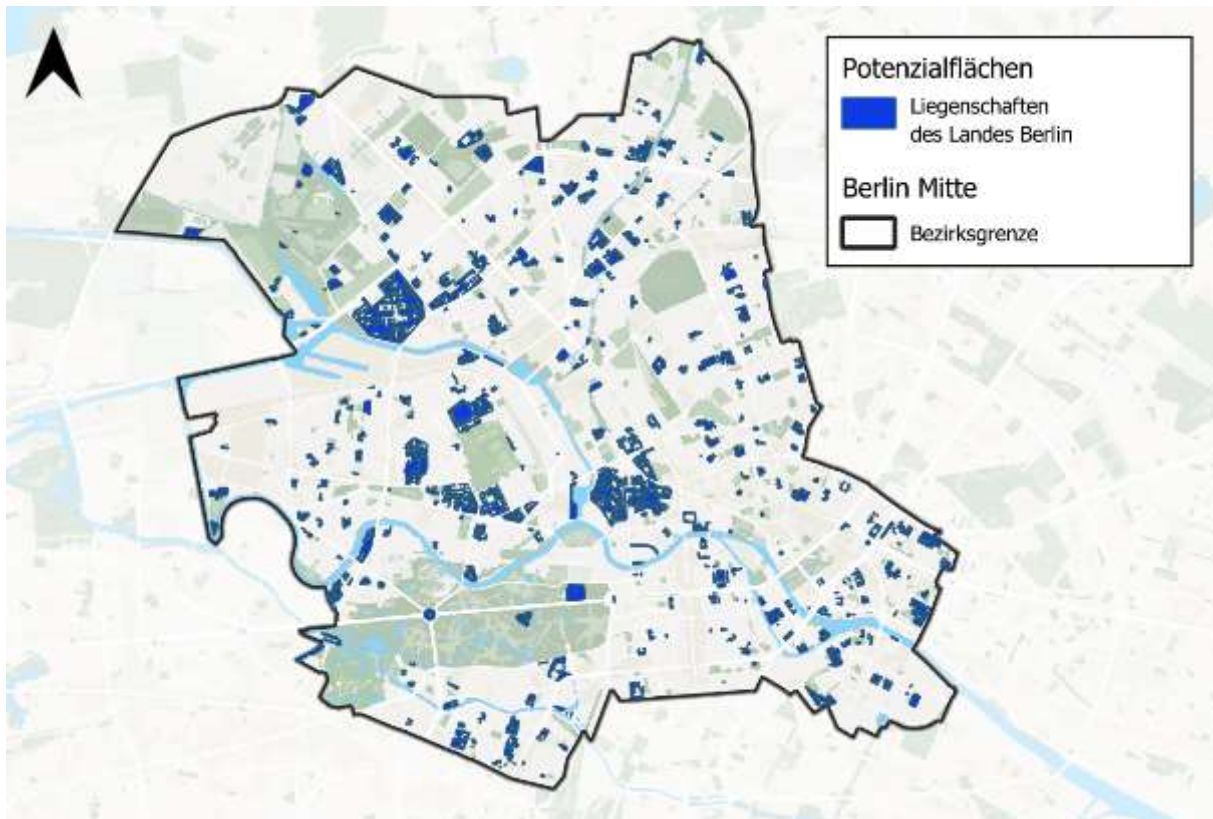 Potenzialflächen
Liegenschaften
des Landes Berlin
Berlin Mitte
Bezirksgrenze